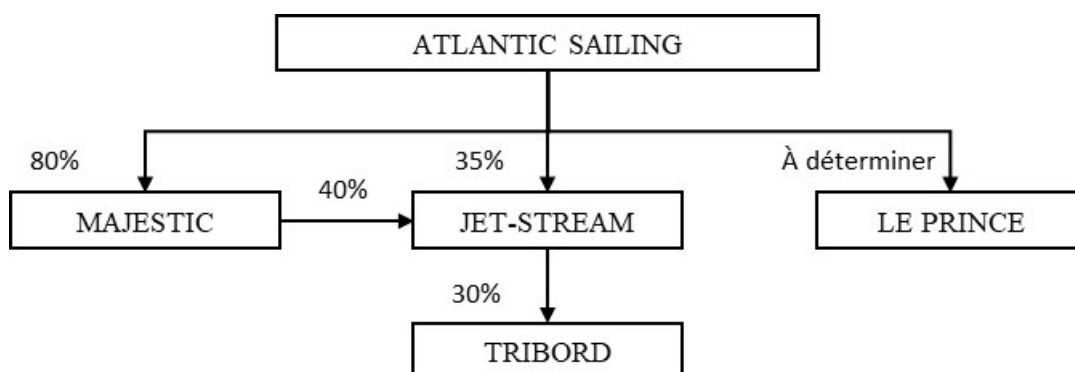 ATLANTIC SAILING
80%
35%
À déterminer
40%
MAJESTIC
JET-STREAM
LE PRINCE
30%
TRIBORD